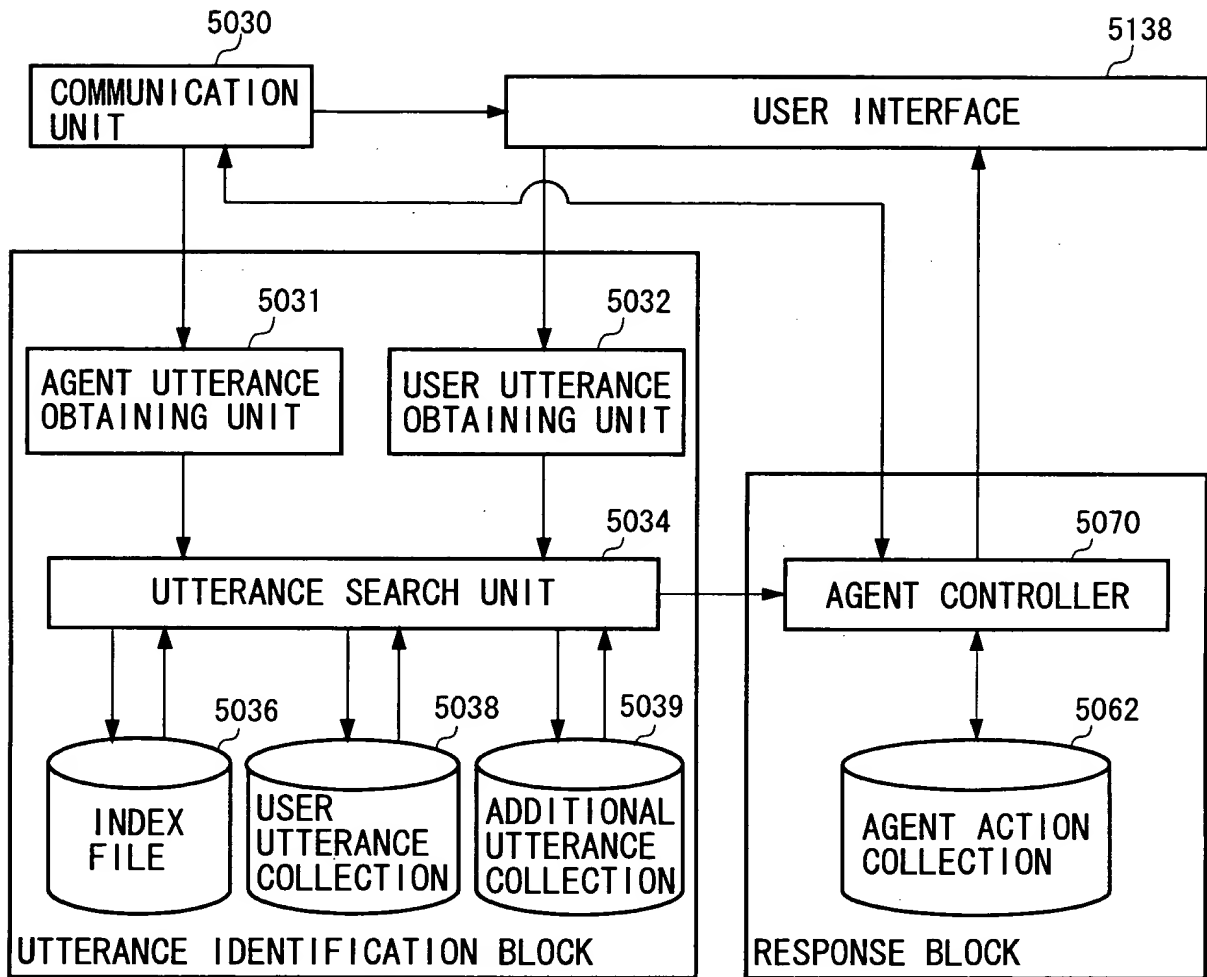 5030
5138
COMMUNICATION
UNIT
USER INTERFACE
5031
5032
AGENT UTTERANCE
OBTAINING UNIT
USER UTTERANCE
OBTAINING UNIT
5034
5070
UTTERANCE SEARCH UNIT
AGENT CONTROLLER
5036
5038
5039
5062
INDEX
FILE
USER
UTTERANCE
COLLECTION
ADDITIONAL
UTTERANCE
COLLECTION
AGENT ACTION
COLLECTION
UTTERANCE IDENTIFICATION BLOCK
RESPONSE BLOCK